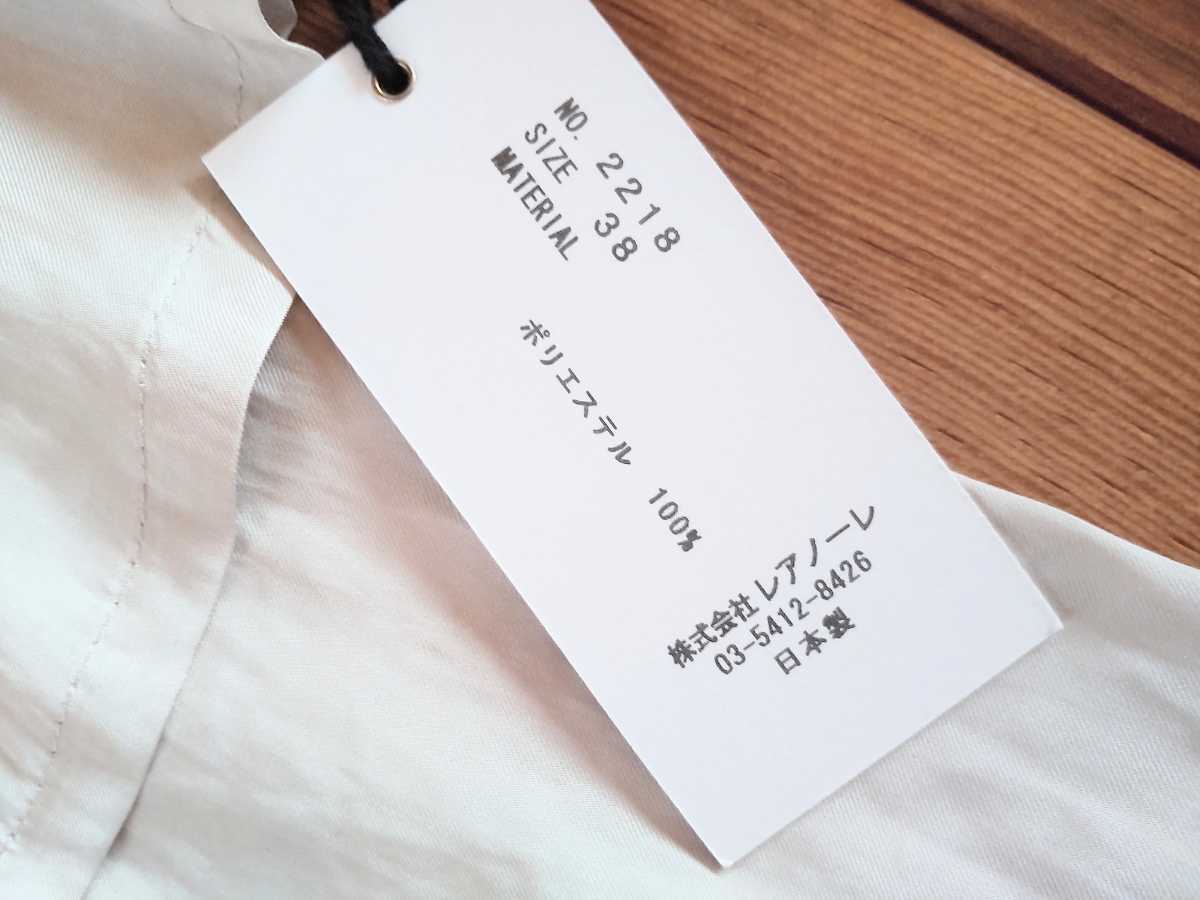 NO. 2218
SIZE 38
MATERIAL
ポリエステル 100%
株式会社レアノーレ
03-5412-8426
日本製